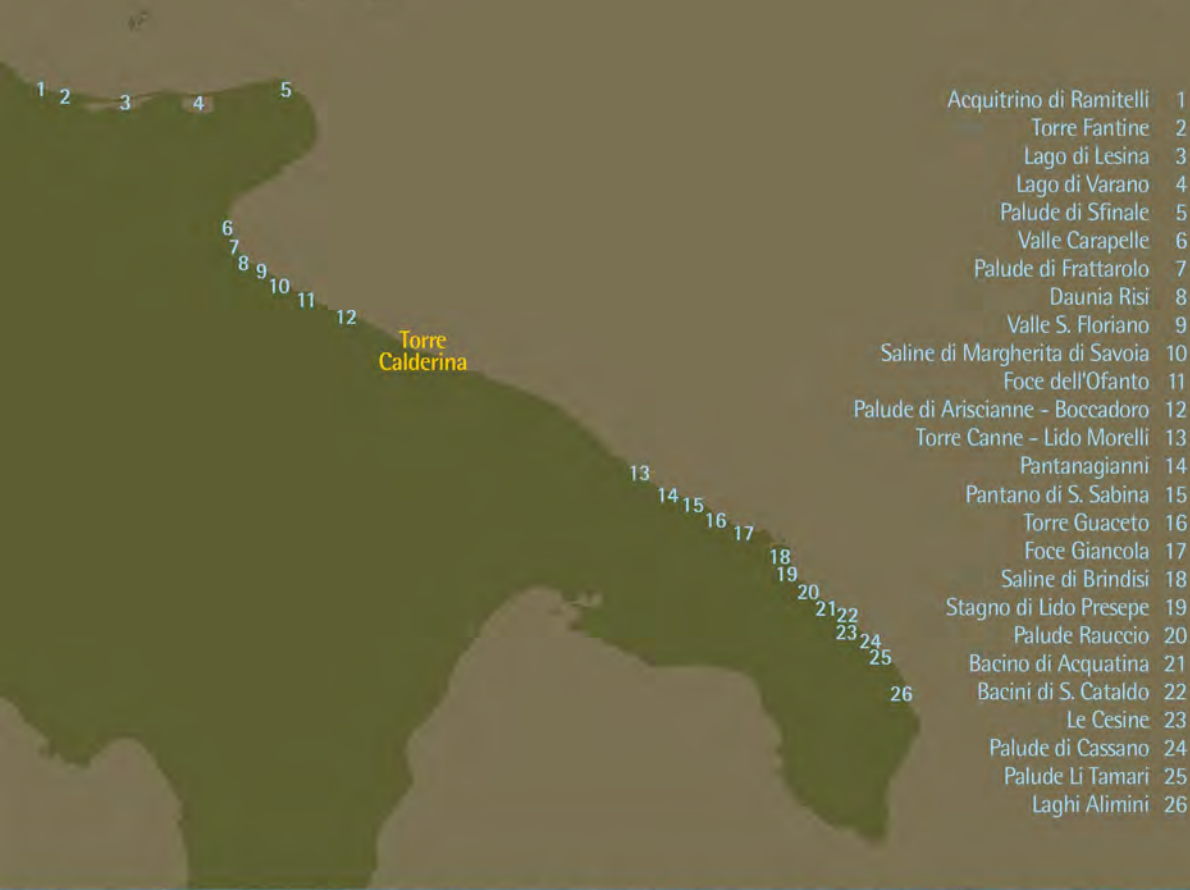 1
2
3
4
5
6
7
8
9
10
11
12
Torre
Calderina
13
14
15
16
17
18
19
20
21
22
23
24
25
26
Acquitrino di Ramitelli 1
Torre Fantine 2
Lago di Lesina 3
Lago di Varano 4
Palude di Sfinale 5
Valle Carapelle 6
Palude di Frattarolo 7
Daunia Risi 8
Valle S. Floriano 9
Saline di Margherita di Savoia 10
Foce dell'Ofanto 11
Palude di Ariscianne - Boccadoro 12
Torre Canne - Lido Morelli 13
Pantanagianni 14
Pantano di S. Sabina 15
Torre Guaceto 16
Foce Giancola 17
Saline di Brindisi 18
Stagno di Lido Presepe 19
Palude Rauccio 20
Bacino di Acquatina 21
Bacini di S. Cataldo 22
Le Cesine 23
Palude di Cassano 24
Palude Li Tamari 25
Laghi Alimini 26